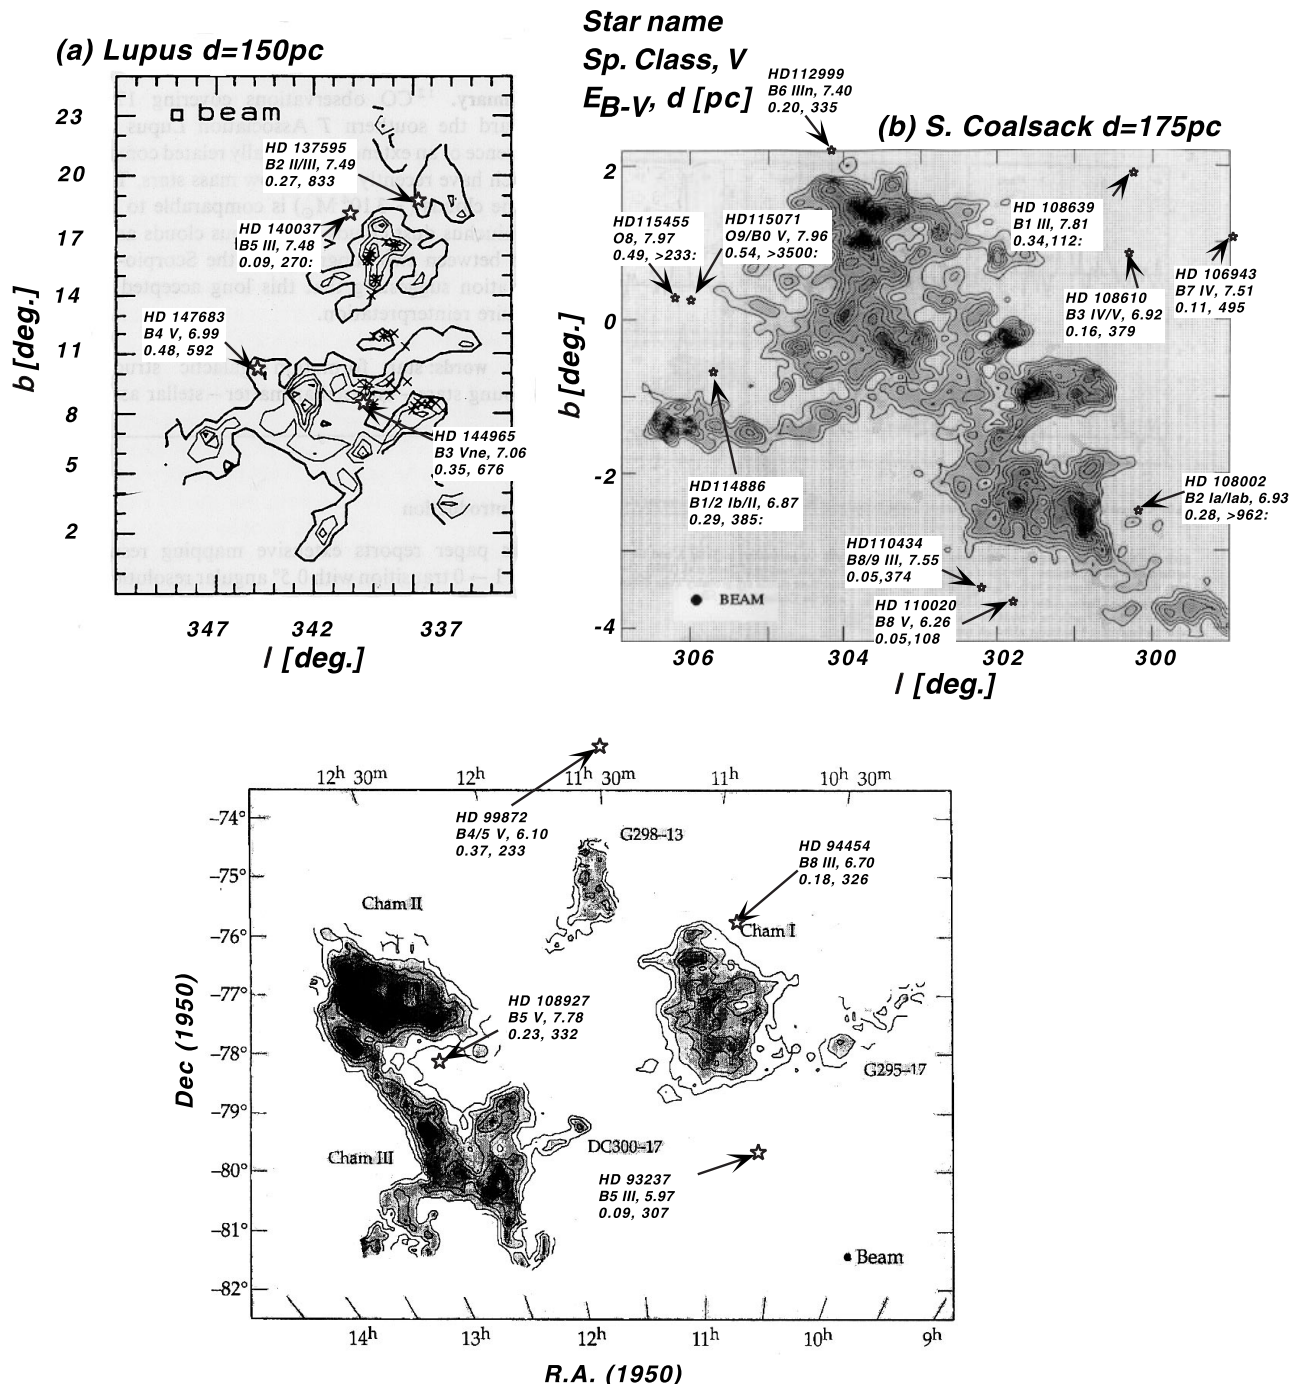 (a) Lupus d=150pc
beam
23
20
17
14
11
8
5
2
b [deg.]
347
342
337
l [deg.]
HD 137595
B2 II/III, 7.49
0.27, 833
HD 140037
B5 III, 7.48
0.09, 270:
HD 147683
B4 V, 6.99
0.48, 592
HD 144965
B3 Vne, 7.06
0.35, 676
Star name
Sp. Class, V
EB-V, d [pc]
(b) S. Coalsack d=175pc
HD112999
B6 IIIn, 7.40
0.20, 335
HD115455
O8, 7.97
0.49, >233:
HD115071
O9/B0 V, 7.96
0.54, >3500:
HD 108639
B1 III, 7.81
0.34,112:
HD 106943
B7 IV, 7.51
0.11, 495
HD 108610
B3 IV/V, 6.92
0.16, 379
HD114886
B1/2 Ib/II, 6.87
0.29, 385:
HD 108002
B2 Ia/Iab, 6.93
0.28, >962:
HD110434
B8/9 III, 7.55
0.05,374
HD 110020
B8 V, 6.26
0.05,108
BEAM
2
0
-2
-4
b [deg.]
306
304
302
300
l [deg.]
12h 30m
12h
11h 30m
11h
10h 30m
HD 99872
B4/5 V, 6.10
0.37, 233
G298-13
HD 94454
B8 III, 6.70
0.18, 326
Cham II
Cham I
HD 108927
B5 V, 7.78
0.23, 332
G295-17
Cham III
DC300-17
HD 93237
B5 III, 5.97
0.09, 307
Beam
-74°
-75°
-76°
-77°
-78°
-79°
-80°
-81°
-82°
Dec (1950)
14h
13h
12h
11h
10h
9h
R.A. (1950)